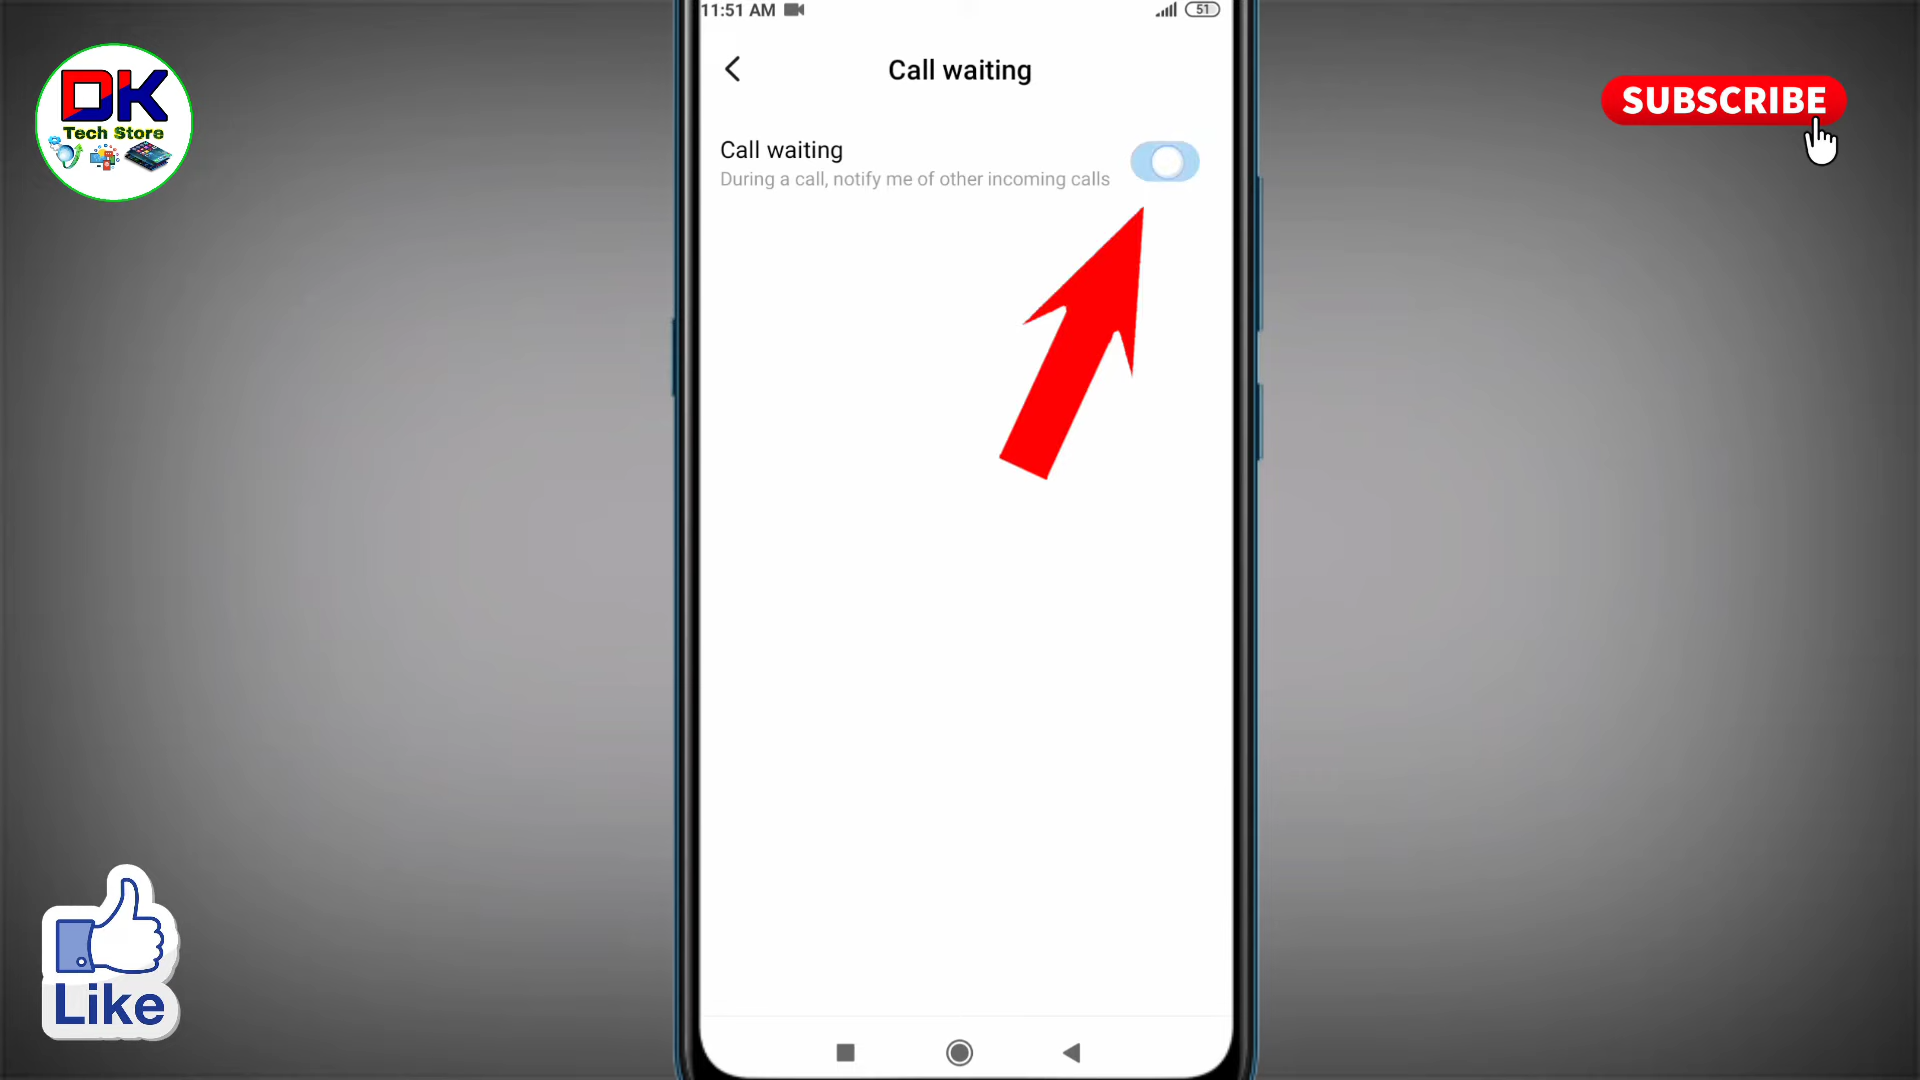 11:51 AM
51
DK
Tech Store
SUBSCRIBE
Call waiting
Call waiting
During a call, notify me of other incoming calls
Like